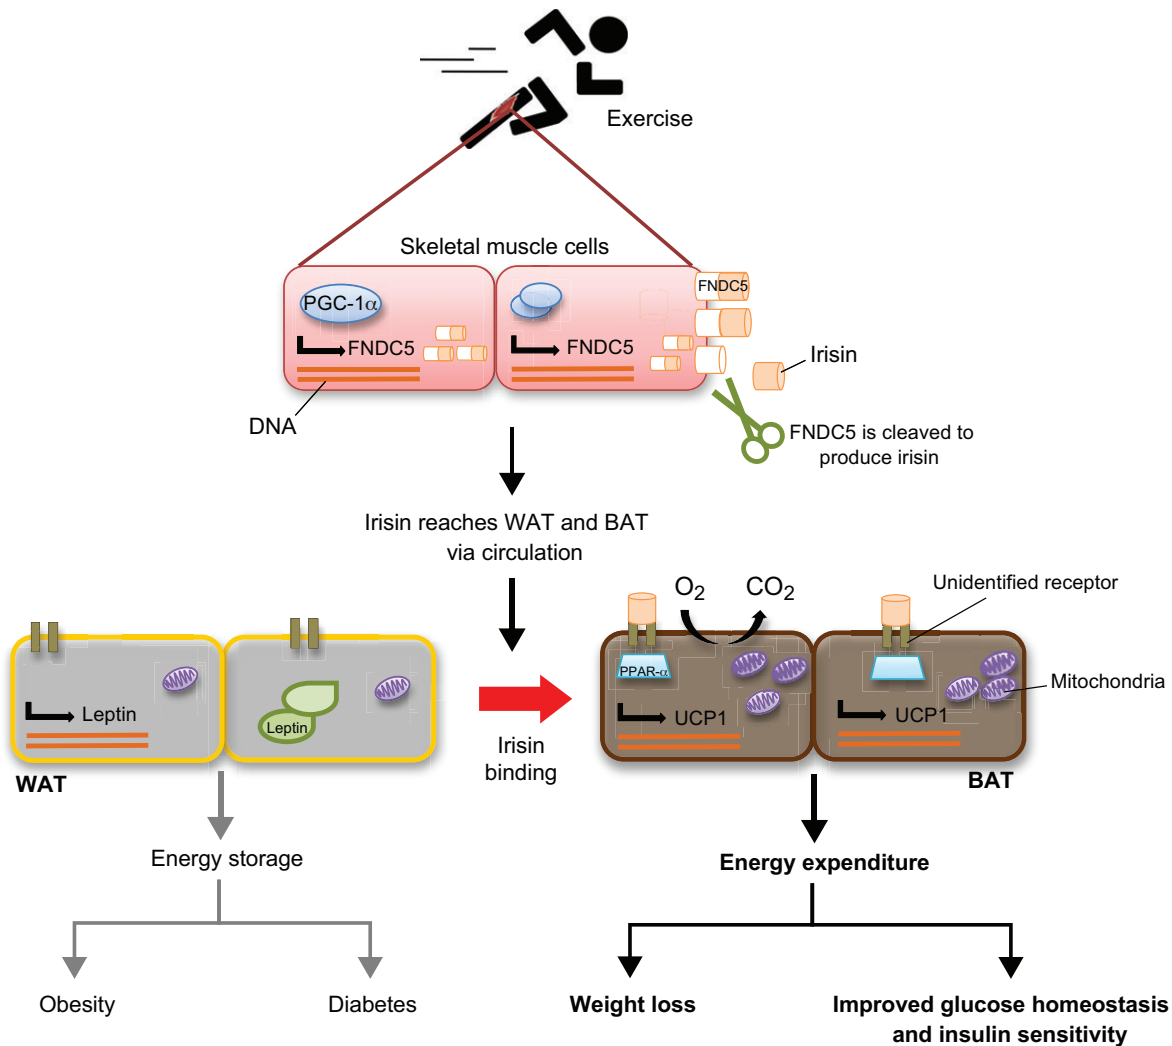 Exercise
Skeletal muscle cells
PGC-1α
FNDC5
FNDC5
FNDC5
Irisin
DNA
FNDC5 is cleaved to
produce irisin
Irisin reaches WAT and BAT
via circulation
O2
CO2
Unidentified receptor
PPAR-α
Mitochondria
Leptin
Leptin
UCP1
UCP1
Irisin
binding
WAT
BAT
Energy storage
Energy expenditure
Obesity
Diabetes
Weight loss
Improved glucose homeostasis
and insulin sensitivity